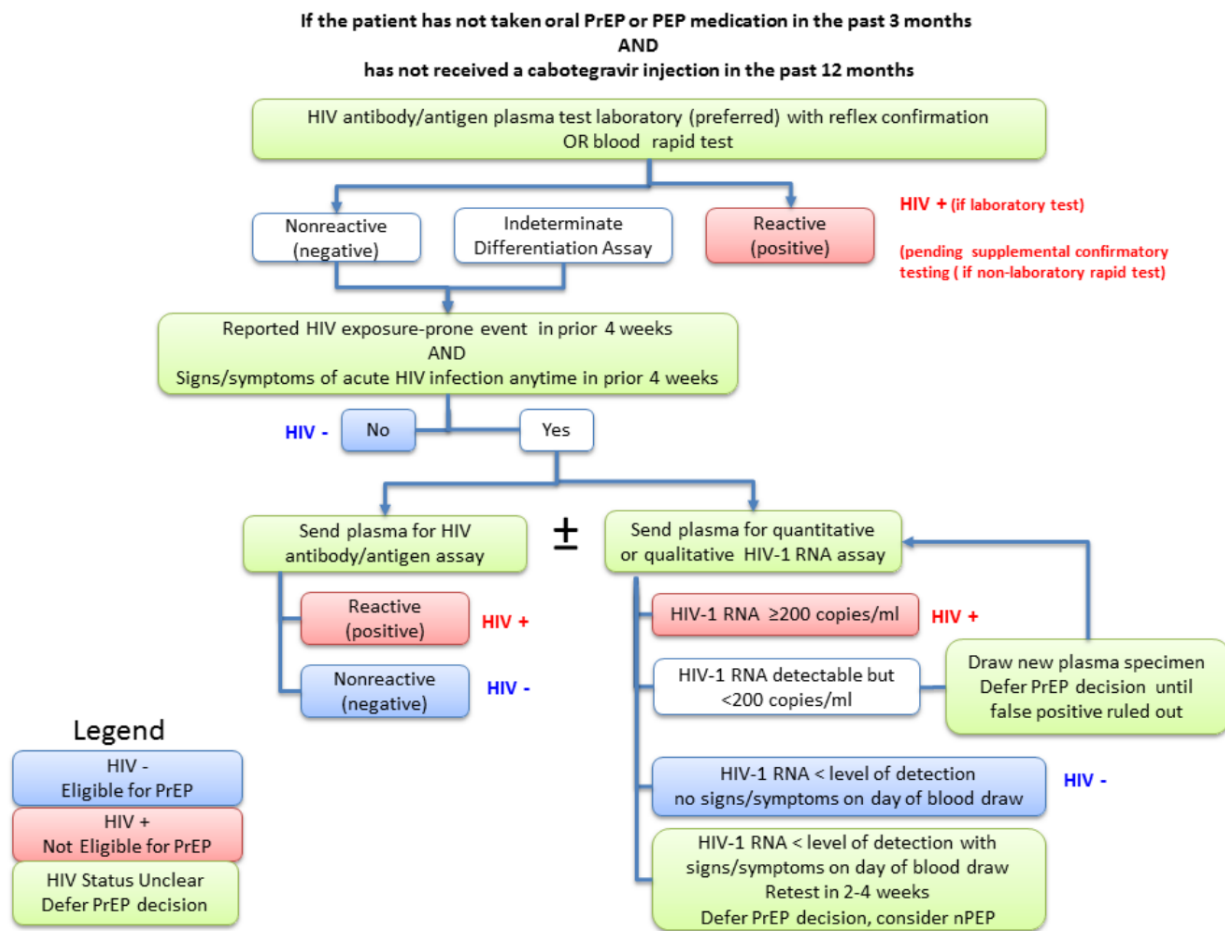 If the patient has not taken oral PrEP or PEP medication in the past 3 months
AND
has not received a cabotegravir injection in the past 12 months
HIV antibody/antigen plasma test laboratory (preferred) with reflex confirmation
OR blood rapid test
Nonreactive
(negative)
Indeterminate
Differentiation Assay
Reactive
(positive)
HIV + (if laboratory test)
(pending supplemental confirmatory
testing ( if non-laboratory rapid test)
Reported HIV exposure-prone event in prior 4 weeks
AND
Signs/symptoms of acute HIV infection anytime in prior 4 weeks
HIV -
No
Yes
Send plasma for HIV
antibody/antigen assay
±
Send plasma for quantitative
or qualitative HIV-1 RNA assay
Reactive
(positive)
HIV +
Nonreactive
(negative)
HIV -
HIV-1 RNA ≥200 copies/ml
HIV +
HIV-1 RNA detectable but
<200 copies/ml
Draw new plasma specimen
Defer PrEP decision until
false positive ruled out
HIV-1 RNA < level of detection
no signs/symptoms on day of blood draw
HIV -
HIV-1 RNA < level of detection with
signs/symptoms on day of blood draw
Retest in 2-4 weeks
Defer PrEP decision, consider nPEP
Legend
HIV -
Eligible for PrEP
HIV +
Not Eligible for PrEP
HIV Status Unclear
Defer PrEP decision